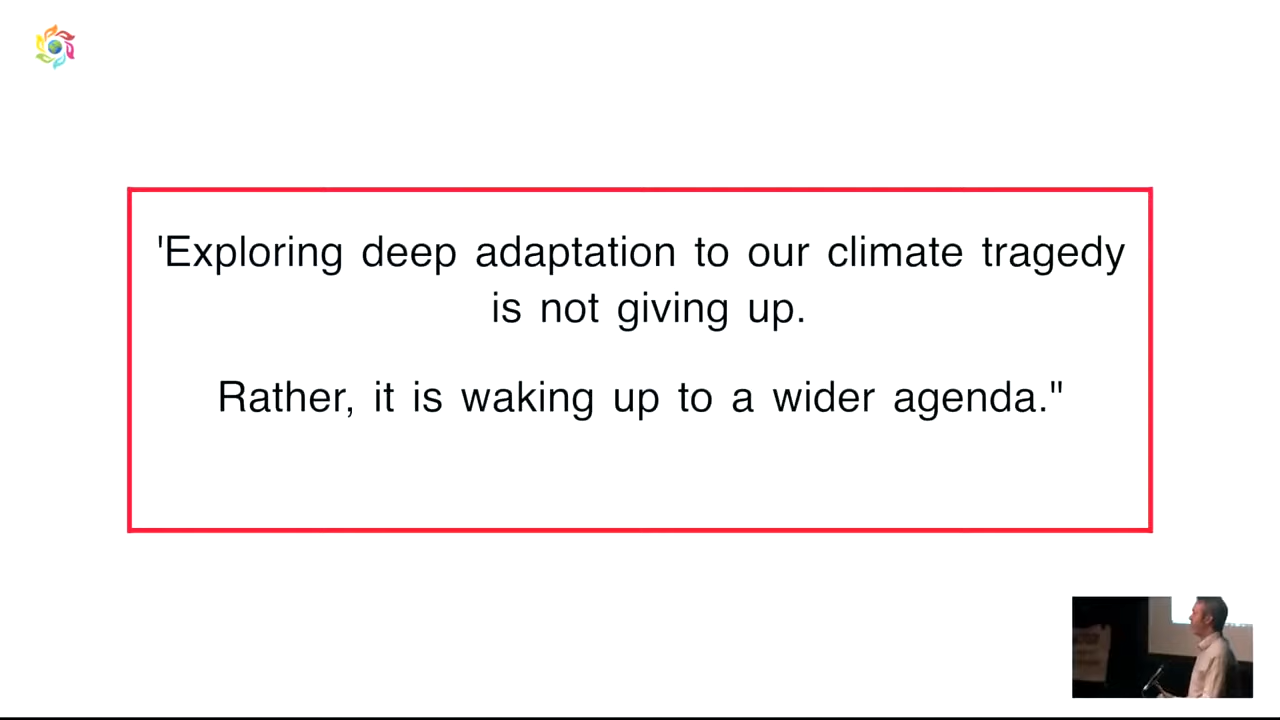 'Exploring deep adaptation to our climate tragedy
is not giving up.
Rather, it is waking up to a wider agenda."